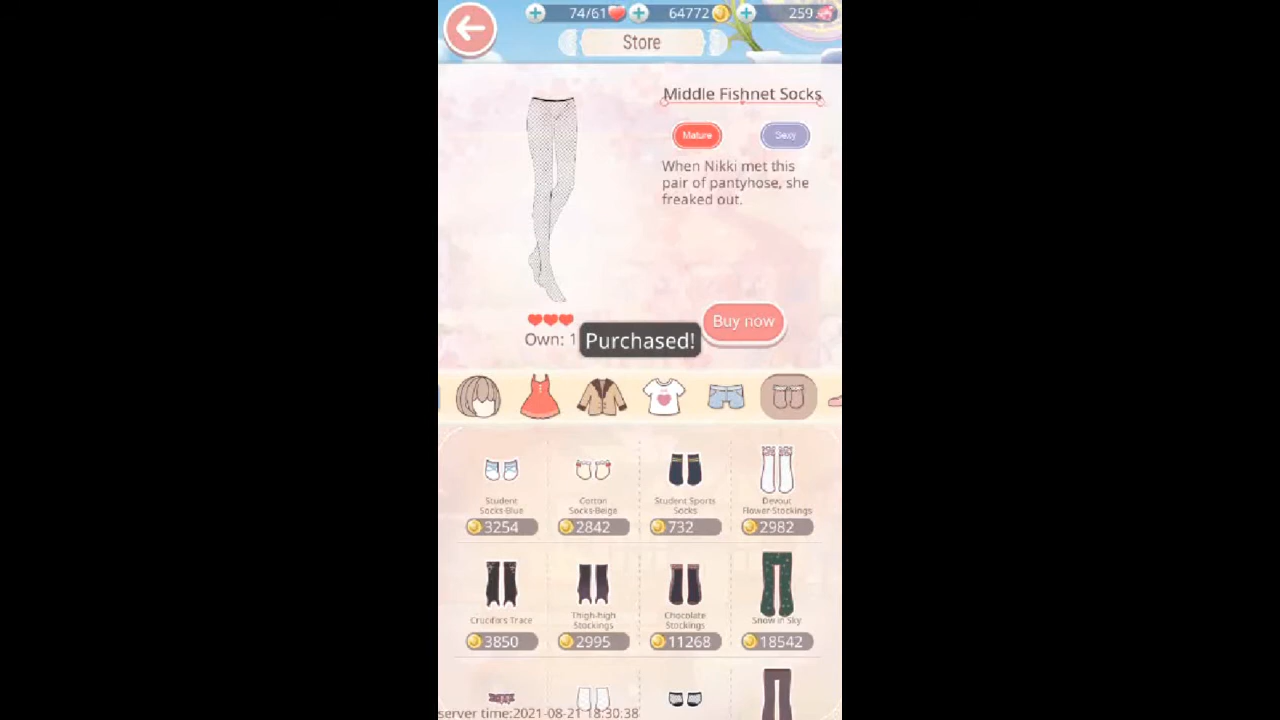 74/61
64772
259
Store
Middle Fishnet Socks
Mature
Sexy
When Nikki met this
pair of pantyhose, she
freaked out.
Own: 1
Purchased!
Buy now
Student
Socks-Blue
Cotton
Socks-Beige
Student Sports
Socks
Devout
Flower-Stockings
3254
2842
732
2982
Crucifix's Trace
Thigh-high
Stockings
Chocolate
Stockings
Snow in Sky
3850
2995
11268
18542
server time:2021-08-21 18:30:38